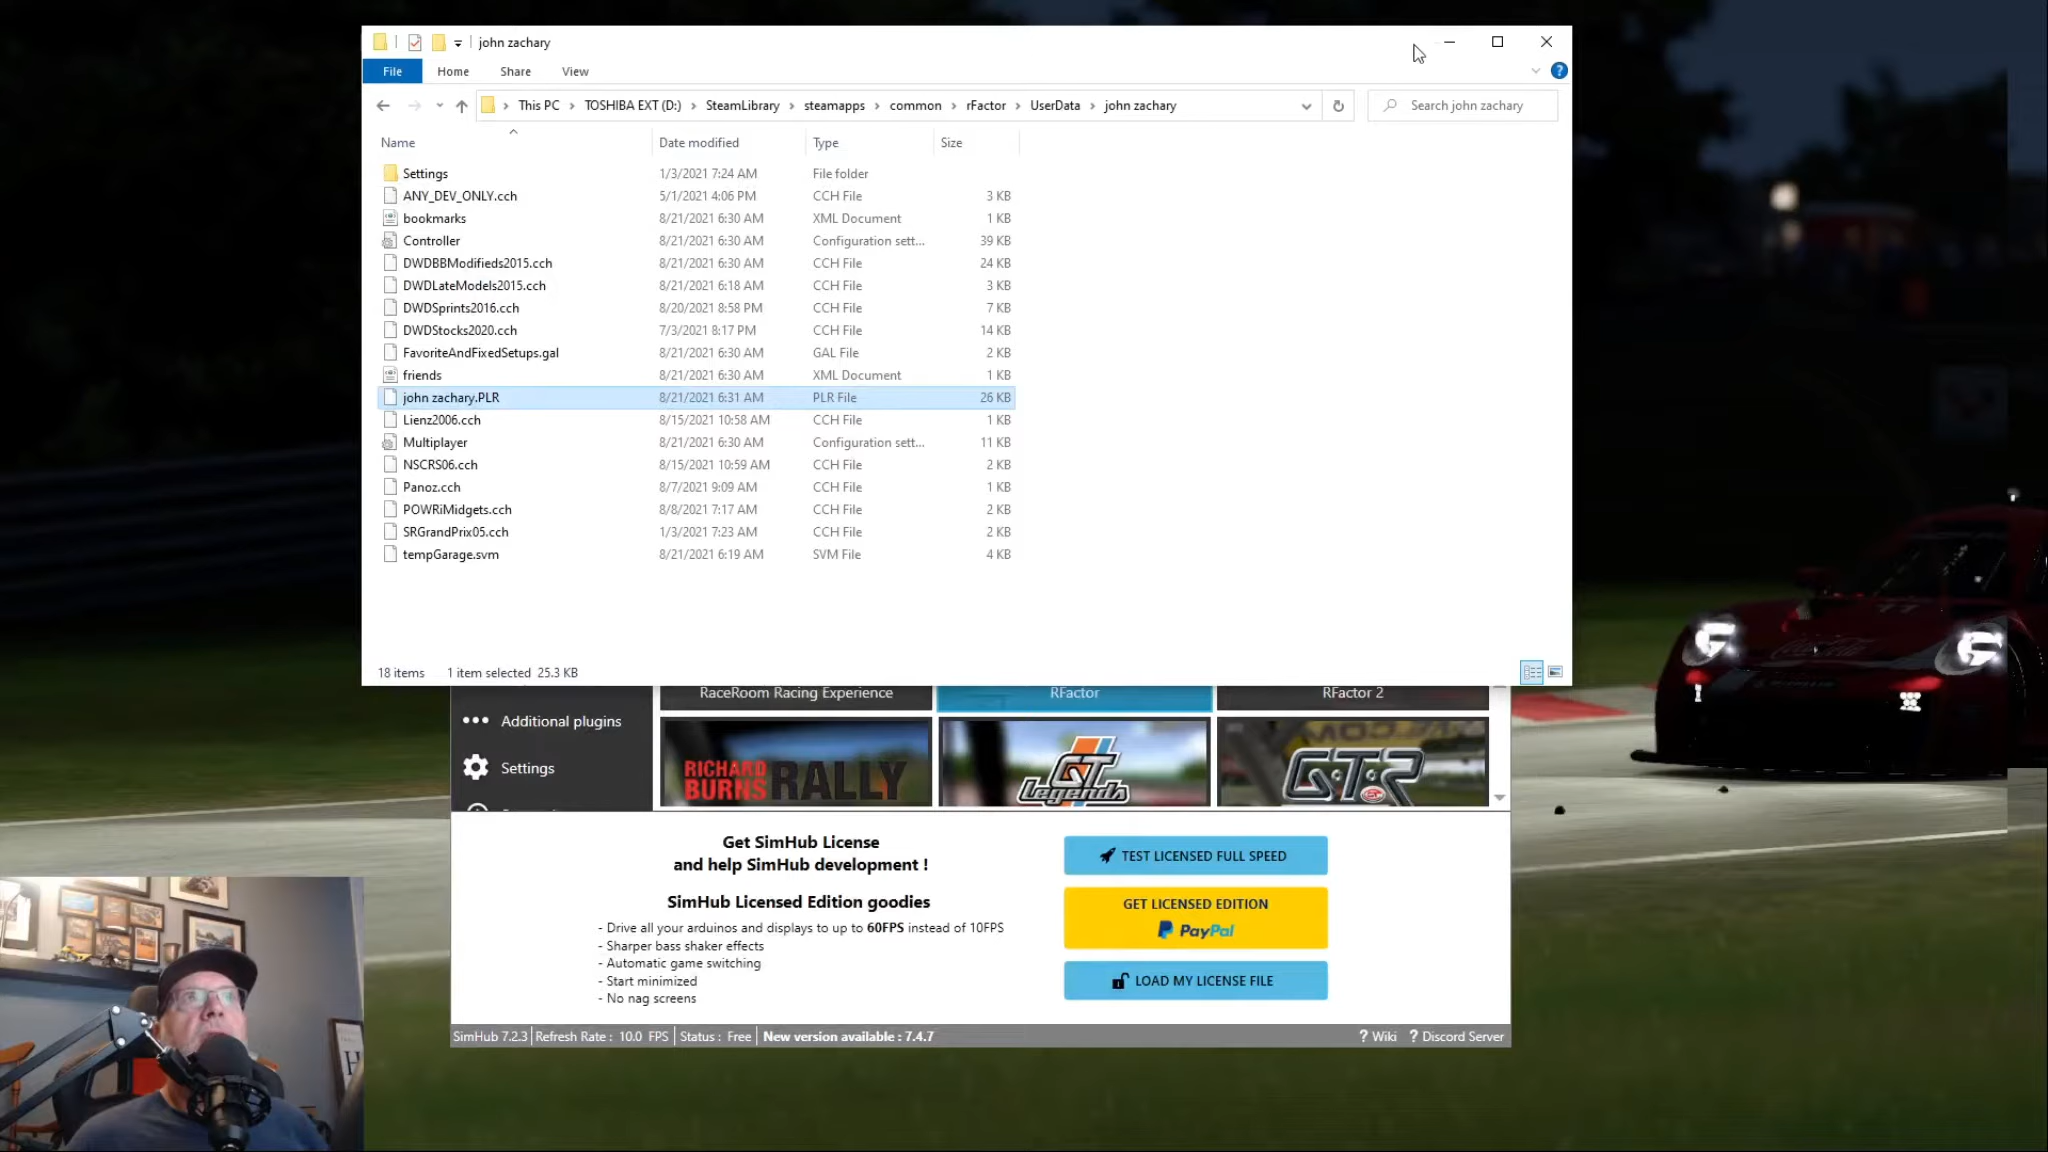 john zachary
File Home Share View
This PC TOSHIBA EXT (D:) SteamLibrary steamapps common rFactor UserData john zachary
Search john zachary
Name Date modified Type Size
Settings 1/3/2021 7:24 AM File folder
ANY_DEV_ONLY.cch 5/1/2021 4:06 PM CCH File 3 KB
bookmarks 8/21/2021 6:30 AM XML Document 1 KB
Controller 8/21/2021 6:30 AM Configuration sett... 39 KB
DWDBBModifieds2015.cch 8/21/2021 6:30 AM CCH File 24 KB
DWDLateModels2015.cch 8/21/2021 6:18 AM CCH File 3 KB
DWDSprints2016.cch 8/20/2021 8:58 PM CCH File 7 KB
DWDStocks2020.cch 7/3/2021 8:17 PM CCH File 14 KB
FavoriteAndFixedSetups.gal 8/21/2021 6:30 AM GAL File 2 KB
friends 8/21/2021 6:30 AM XML Document 1 KB
john zachary.PLR 8/21/2021 6:31 AM PLR File 26 KB
Lienz2006.cch 8/15/2021 10:58 AM CCH File 1 KB
Multiplayer 8/21/2021 6:30 AM Configuration sett... 11 KB
NSCRS06.cch 8/15/2021 10:59 AM CCH File 2 KB
Panoz.cch 8/7/2021 9:09 AM CCH File 1 KB
POWRiMidgets.cch 8/8/2021 7:17 AM CCH File 2 KB
SRGrandPrix05.cch 1/3/2021 7:23 AM CCH File 2 KB
tempGarage.svm 8/21/2021 6:19 AM SVM File 4 KB
18 items 1 item selected 25.3 KB
RaceRoom Racing Experience RFactor RFactor 2
Additional plugins
Settings
RICHARD BURNS RALLY
GT Legends
GTR
Get SimHub License
and help SimHub development !
SimHub Licensed Edition goodies
- Drive all your arduinos and displays to up to 60FPS instead of 10FPS
- Sharper bass shaker effects
- Automatic game switching
- Start minimized
- No nag screens
TEST LICENSED FULL SPEED
GET LICENSED EDITION
PayPal
LOAD MY LICENSE FILE
SimHub 7.2.3 Refresh Rate : 10.0 FPS Status : Free New version available : 7.4.7 ? Wiki ? Discord Server